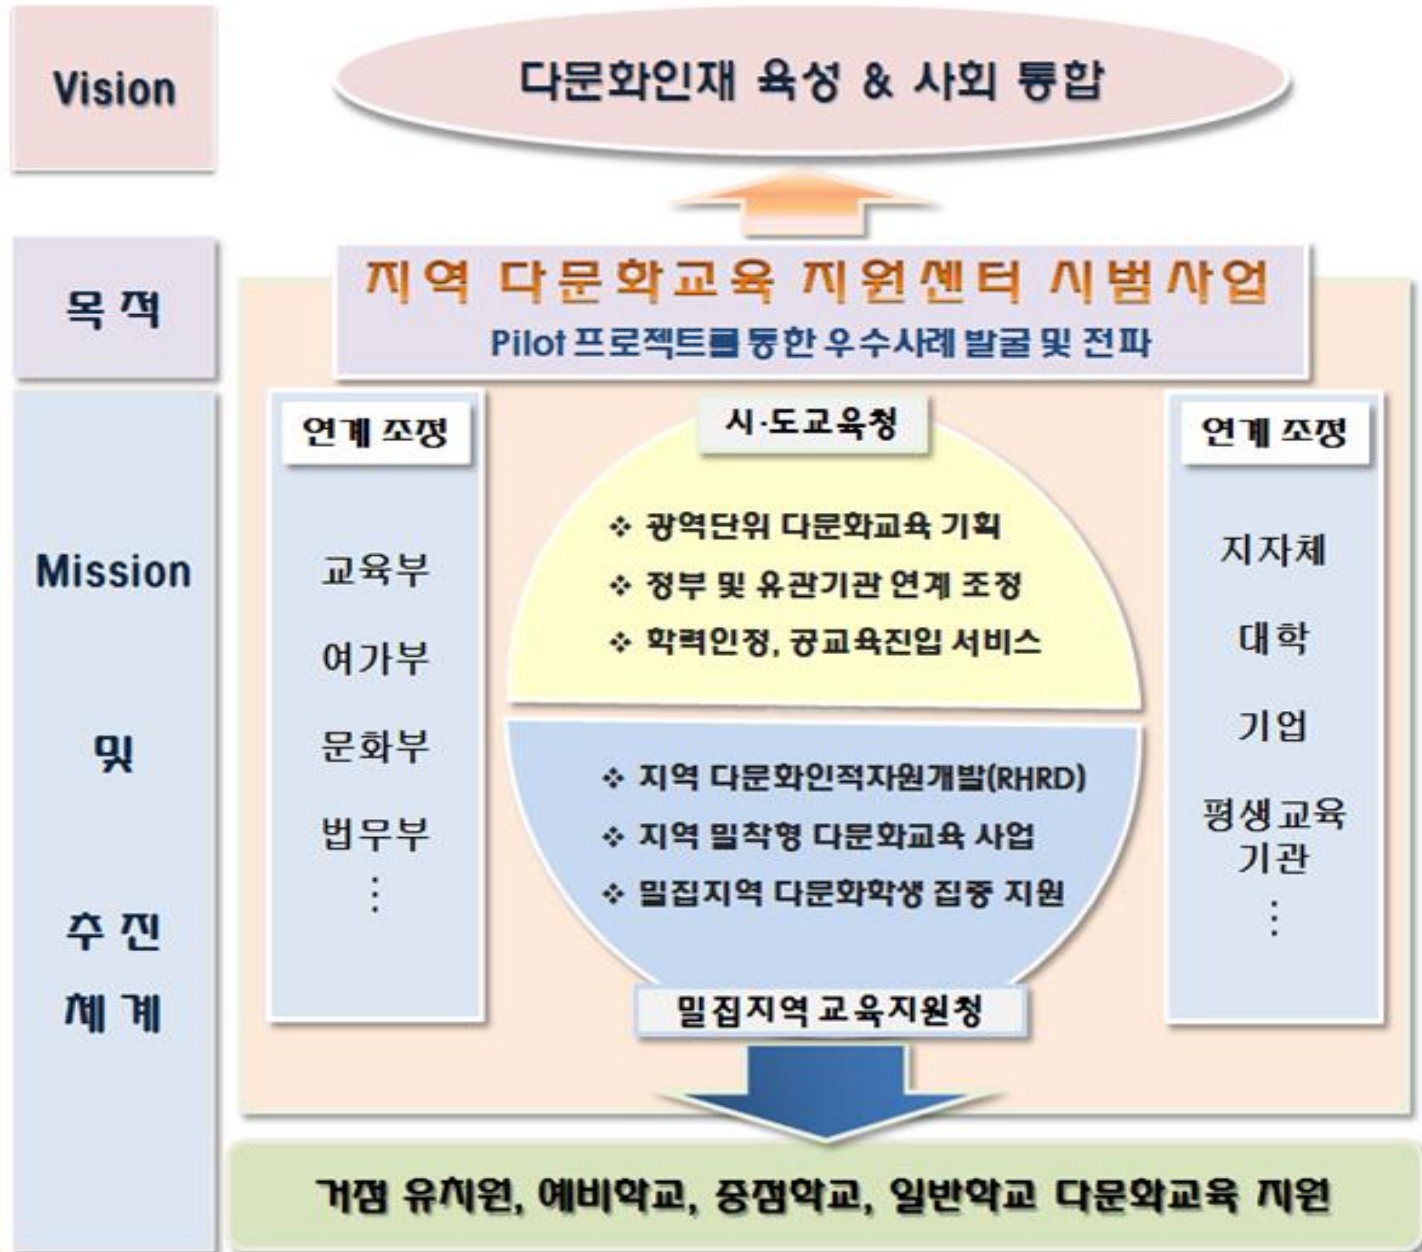 Vision
다문화인재 육성 & 사회 통합
목적
지역 다문화교육 지원센터 시범사업
Pilot 프로젝트를 통한 우수사례 발굴 및 전파
Mission
및
추진
체계
연계 조정
교육부
여가부
문화부
법무부
⋮
시·도교육청
❖ 광역단위 다문화교육 기획
❖ 정부 및 유관기관 연계 조정
❖ 학력인정, 공교육진입 서비스
❖ 지역 다문화인적자원개발(RHRD)
❖ 지역 밀착형 다문화교육 사업
❖ 밀집지역 다문화학생 집중 지원
밀집지역 교육지원청
연계 조정
지자체
대학
기업
평생교육
기관
⋮
거점 유치원, 예비학교, 중점학교, 일반학교 다문화교육 지원